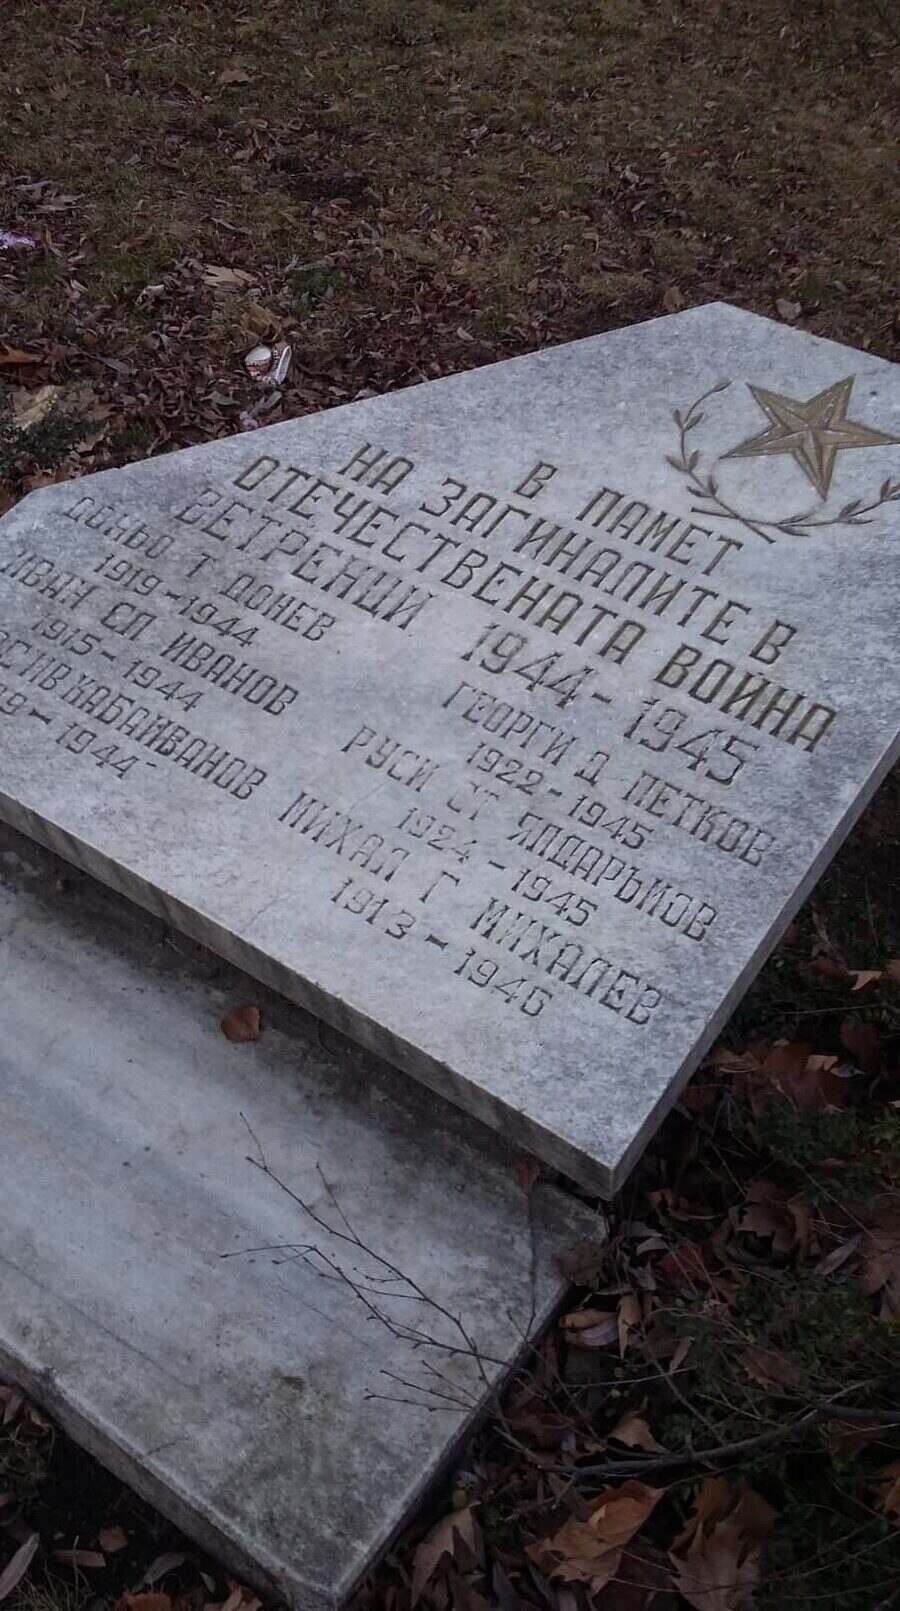 В ПАМЕТ
НА ЗАГИНАЛИТЕ В
ОТЕЧЕСТВЕНАТА ВОЙНА
ВЕТРЕНЦИ 1944-1945
ДОНЬО Т ДОНЕВ
1919-1944
ИВАН СП ИВАНОВ
1915-1944
-1944
ГЕОРГИ Д ПЕТКОВ
1922-1945
РУСИ СТ ЯЛДАРЪМОВ
1924-1945
МИХАЛ Г МИХАЛЕВ
1913-1946